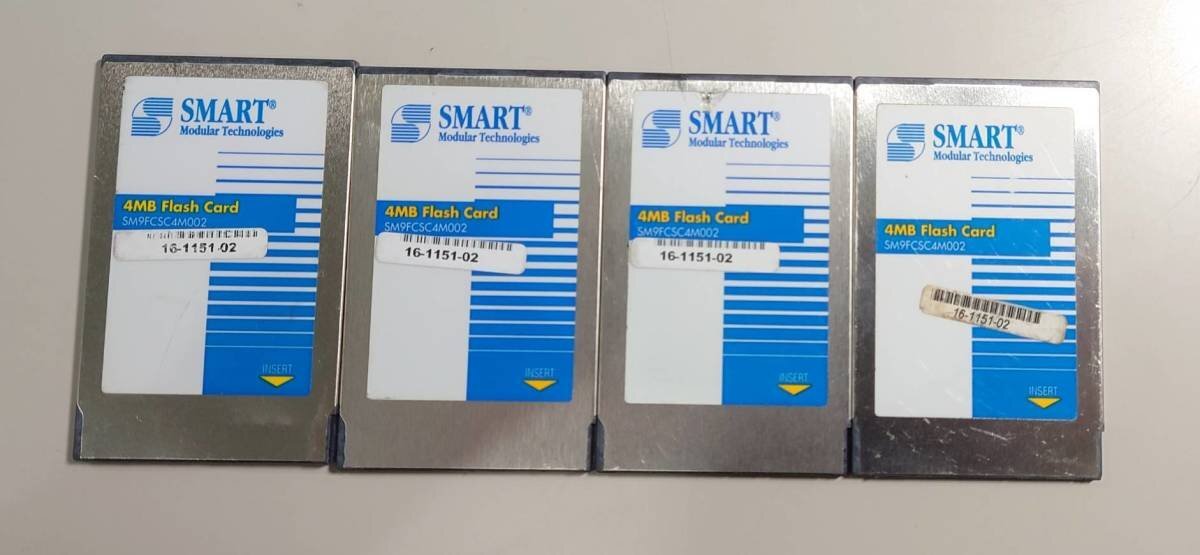 SMART®
Modular Technologies
4MB Flash Card
SM9FCSC4M002
16-1151-02
INSERT
SMART®
Modular Technologies
4MB Flash Card
SM9FCSC4M002
16-1151-02
INSERT
SMART®
Modular Technologies
4MB Flash Card
SM9FCSC4M002
16-1151-02
INSERT
SMART®
Modular Technologies
4MB Flash Card
SM9FCSC4M002
16-1151-02
INSERT